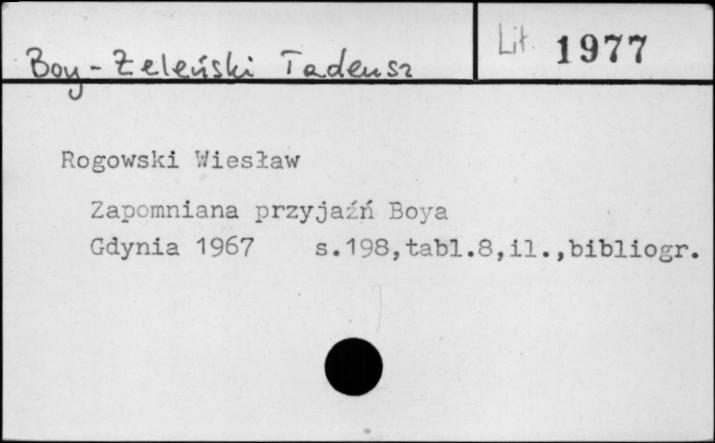 Boy-Żeleński Tadeusz
Lit. 1977
Rogowski Wiesław
Zapomniana przyjaźń Boya
Gdynia 1967 s.198,tabl.8,il.,bibliogr.